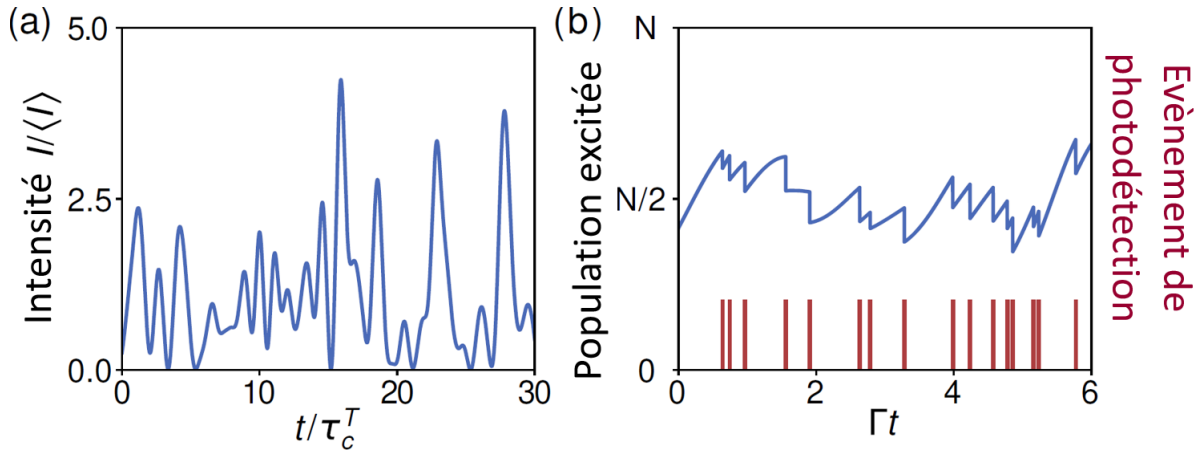 (a)
5.0
2.5
0.0
Intensité I/⟨I⟩
0
10
20
30
t/τ_c^T
(b)
N
N/2
0
Population excitée
0
2
4
6
Γt
Evènement de
photodétection